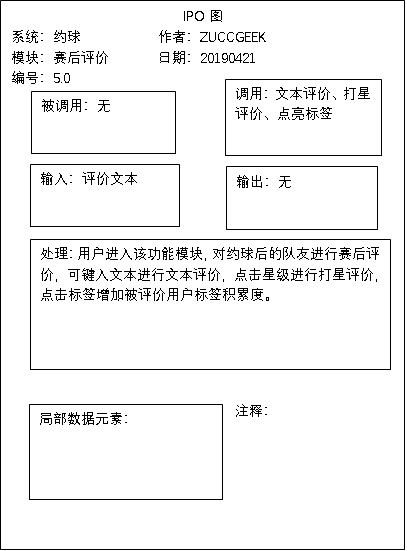 IPO 图
系统：约球 作者：ZUCCGEEK
模块：赛后评价 日期：20190421
编号：5.0
被调用：无
调用：文本评价、打星
评价、点亮标签
输入：评价文本
输出：无
处理：用户进入该功能模块，对约球后的队友进行赛后评
价，可键入文本进行文本评价，点击星级进行打星评价，
点击标签增加被评价用户标签积累度。
局部数据元素：
注释：